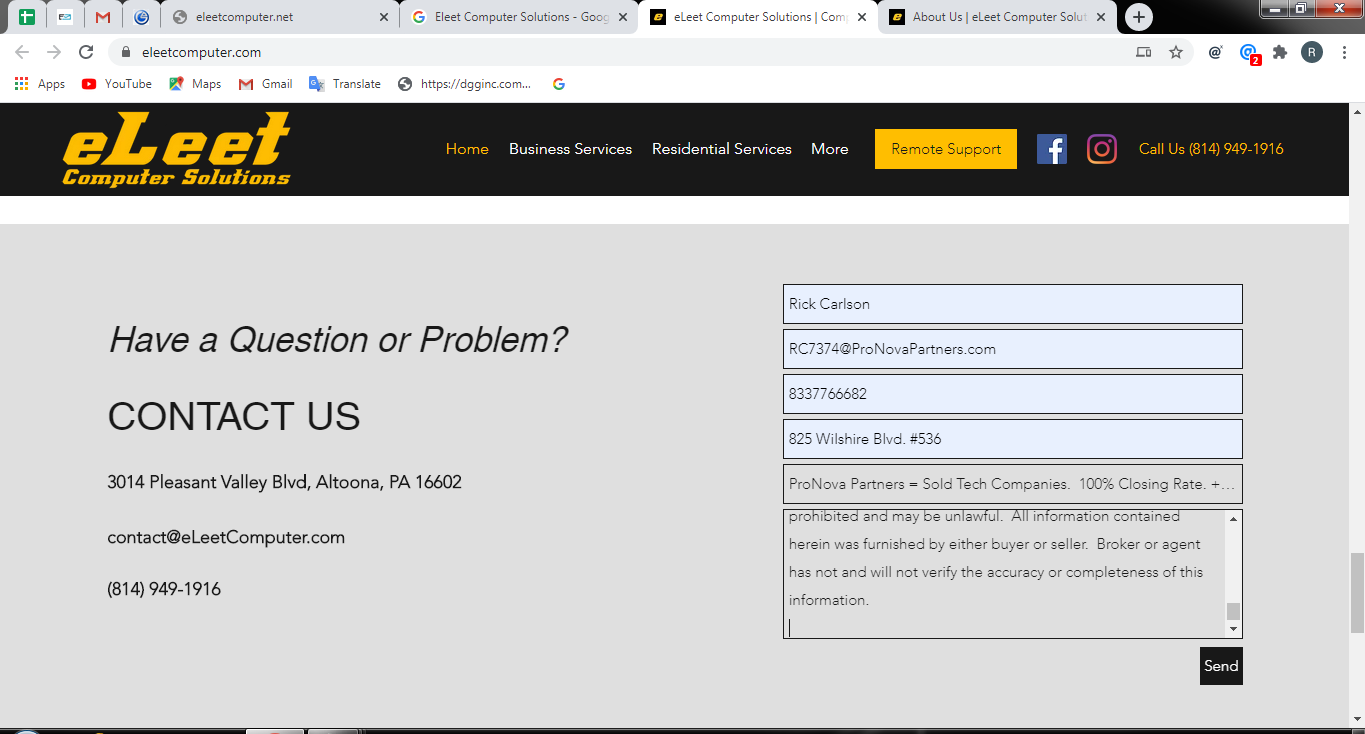 eleetcomputer.net
Eleet Computer Solutions - Goog
eLeet Computer Solutions | Comp
About Us | eLeet Computer Solut
eleetcomputer.com
2
R
Apps
YouTube
Maps
Gmail
Translate
https://dgginc.com...
eLeet
Computer Solutions
Home
Business Services
Residential Services
More
Remote Support
Call Us (814) 949-1916
Have a Question or Problem?
CONTACT US
3014 Pleasant Valley Blvd, Altoona, PA 16602
contact@eLeetComputer.com
(814) 949-1916
Rick Carlson
RC7374@ProNovaPartners.com
8337766682
825 Wilshire Blvd. #536
ProNova Partners = Sold Tech Companies.  100% Closing Rate. +...
prohibited and may be unlawful.  All information contained
herein was furnished by either buyer or seller.  Broker or agent
has not and will not verify the accuracy or completeness of this
information.
Send